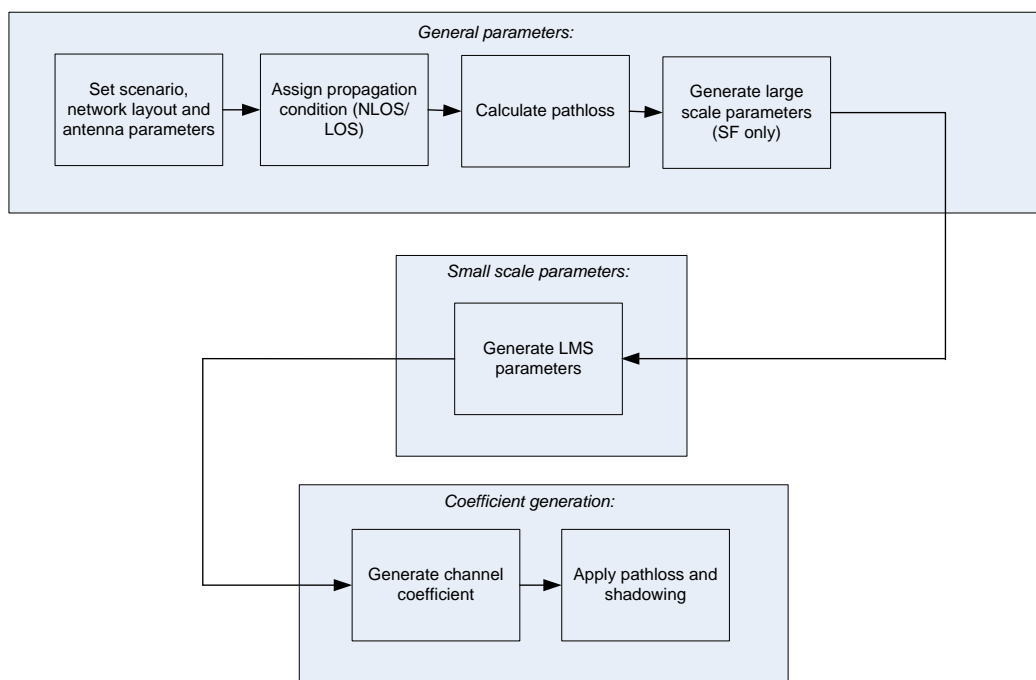 General parameters:
Set scenario,
network layout and
antenna parameters
Assign propagation
condition (NLOS/
LOS)
Calculate pathloss
Generate large
scale parameters
(SF only)
Small scale parameters:
Generate LMS
parameters
Coefficient generation:
Generate channel
coefficient
Apply pathloss and
shadowing